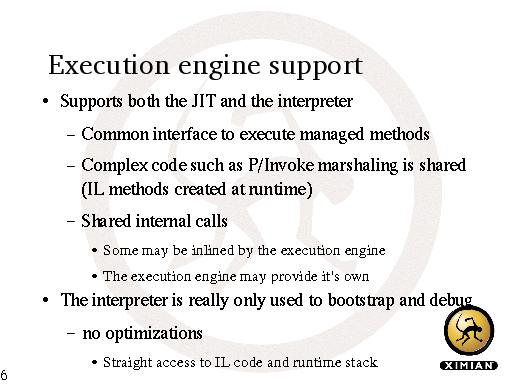 Execution engine support
• Supports both the JIT and the interpreter
– Common interface to execute managed methods
– Complex code such as P/Invoke marshaling is shared
(IL methods created at runtime)
– Shared internal calls
• Some may be inlined by the execution engine
• The execution engine may provide it's own
• The interpreter is really only used to bootstrap and debug
– no optimizations
• Straight access to IL code and runtime stack
XIMIAN
6